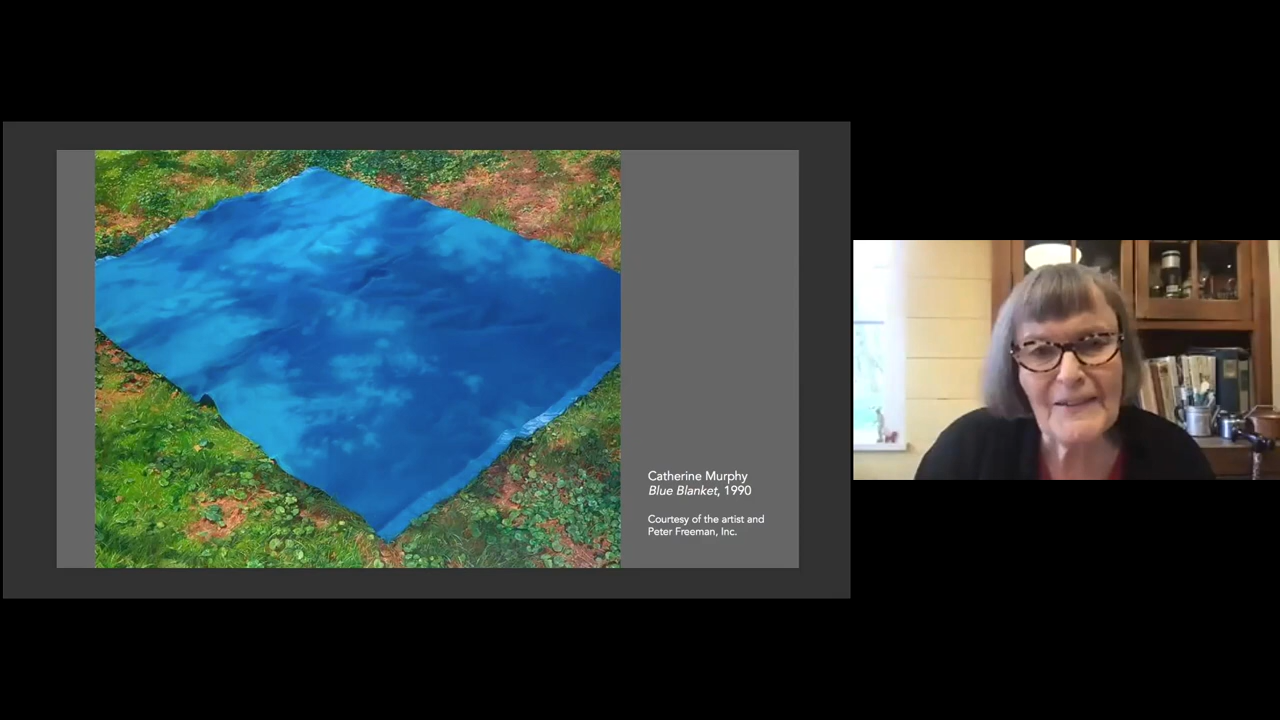 Catherine Murphy
Blue Blanket, 1990
Courtesy of the artist and
Peter Freeman, Inc.